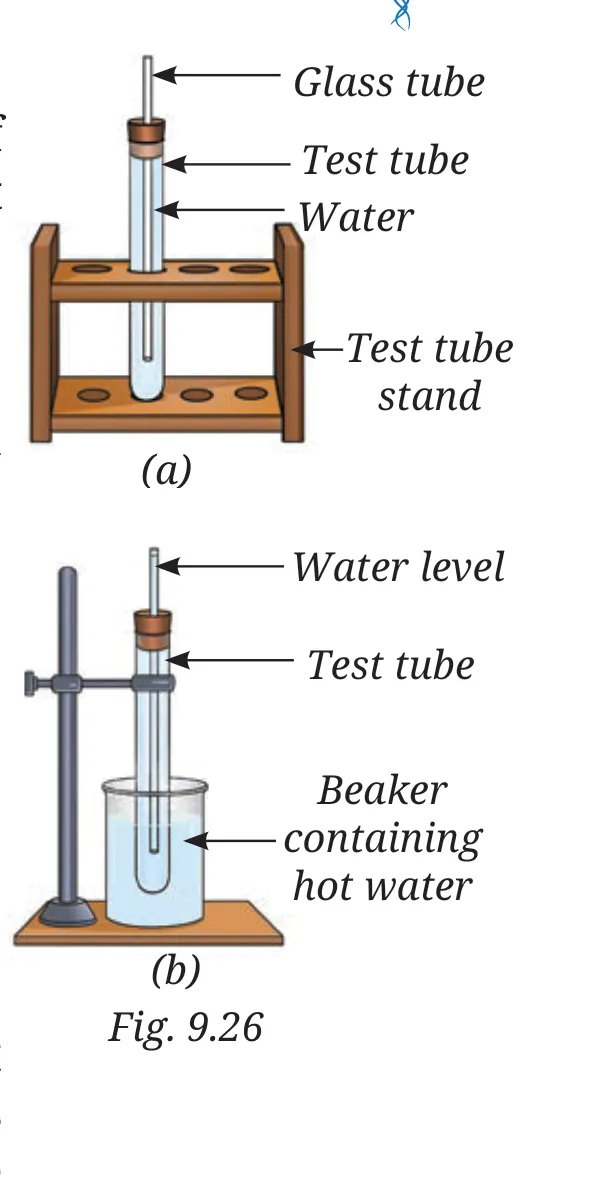 Glass tube
Test tube
Water
Test tube
stand
(a)
Water level
Test tube
Beaker
containing
hot water
(b)
Fig. 9.26